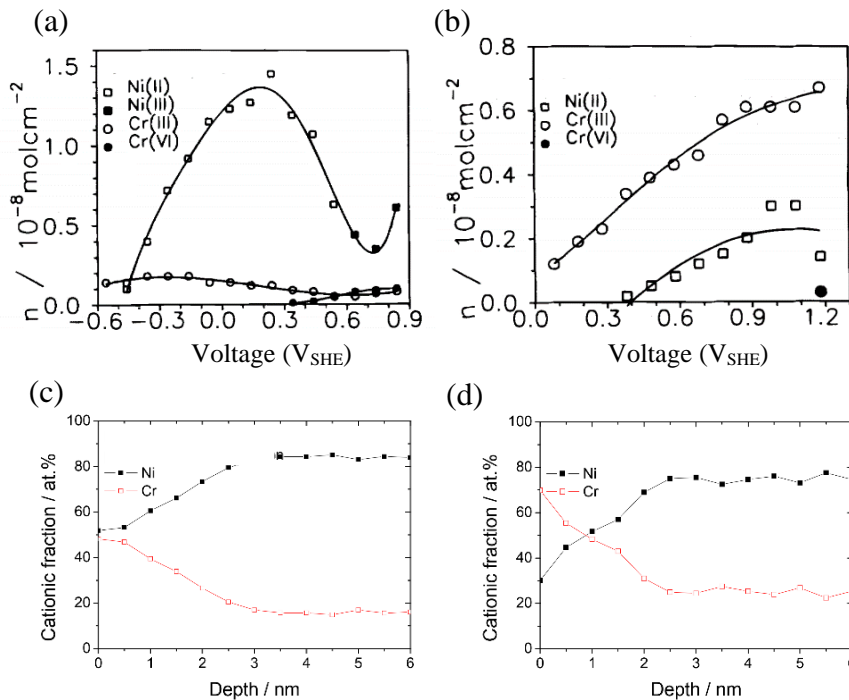 (a)
n / 10⁻⁸molcm⁻²
1.5
1.0
0.5
0.0
Ni(II)
Ni(III)
Cr(III)
Cr(VI)
−0.6 −0.3 0.0 0.3 0.6 0.9
Voltage (V_SHE)
(b)
n / 10⁻⁸molcm⁻²
0.8
0.6
0.4
0.2
0.0
Ni(II)
Cr(III)
Cr(VI)
0.0 0.3 0.6 0.9 1.2
Voltage (V_SHE)
(c)
Cationic fraction / at.%
100
80
60
40
20
0
Ni
Cr
0 1 2 3 4 5 6
Depth / nm
(d)
Cationic fraction / at.%
100
80
60
40
20
0
Ni
Cr
0 1 2 3 4 5 6
Depth / nm